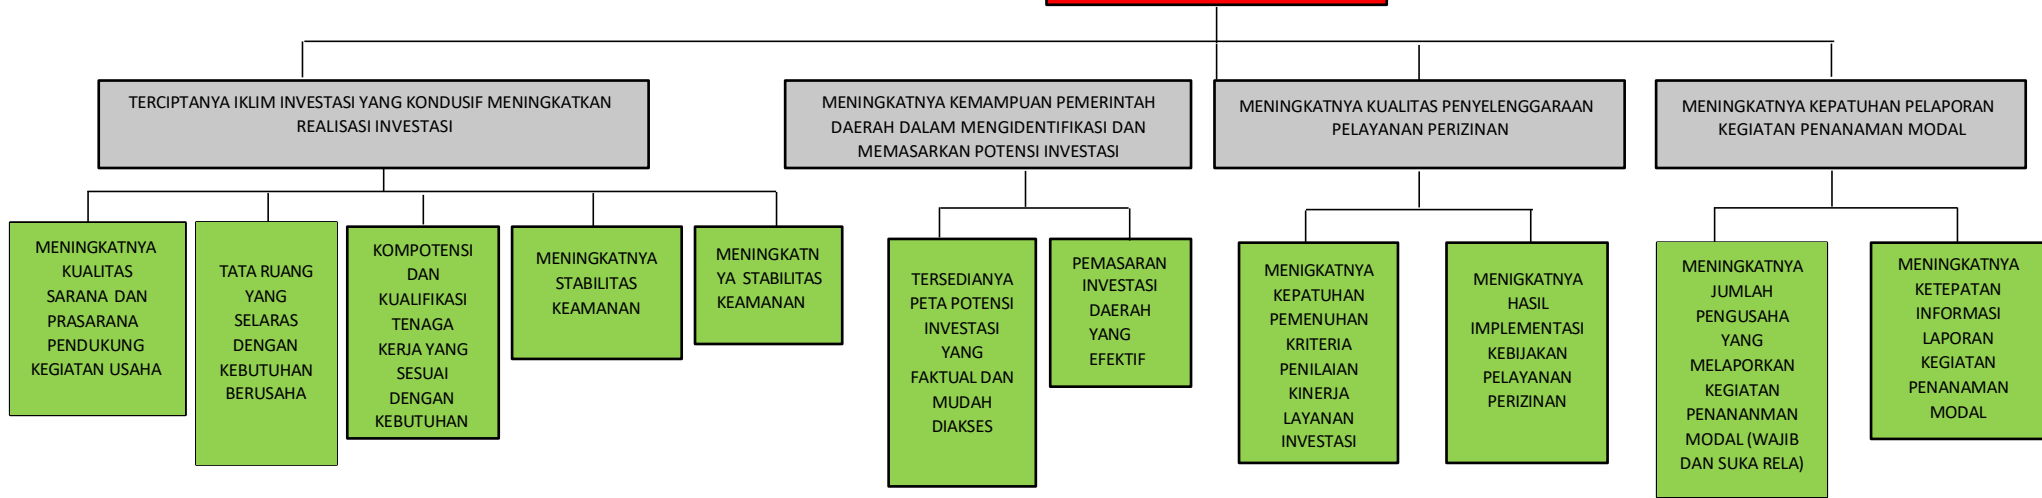 TERCIPTANYA IKLIM INVESTASI YANG KONDUSIF MENINGKATKAN
REALISASI INVESTASI
MENINGKATNYA KEMAMPUAN PEMERINTAH
DAERAH DALAM MENGIDENTIFIKASI DAN
MEMASARKAN POTENSI INVESTASI
MENINGKATNYA KUALITAS PENYELENGGARAAN
PELAYANAN PERIZINAN
MENINGKATNYA KEPATUHAN PELAPORAN
KEGIATAN PENANAMAN MODAL
MENINGKATNYA
KUALITAS
SARANA DAN
PRASARANA
PENDUKUNG
KEGIATAN USAHA
TATA RUANG
YANG
SELARAS
DENGAN
KEBUTUHAN
BERUSAHA
KOMPOTENSI
DAN
KUALIFIKASI
TENAGA
KERJA YANG
SESUAI
DENGAN
KEBUTUHAN
MENINGKATNYA
STABILITAS
KEAMANAN
MENINGKATN
YA STABILITAS
KEAMANAN
TERSEDIANYA
PETA POTENSI
INVESTASI
YANG
FAKTUAL DAN
MUDAH
DIAKSES
PEMASARAN
INVESTASI
DAERAH
YANG
EFEKTIF
MENIGKATNYA
KEPATUHAN
PEMENUHAN
KRITERIA
PENILAIAN
KINERJA
LAYANAN
INVESTASI
MENIGKATNYA
HASIL
IMPLEMENTASI
KEBIJAKAN
PELAYANAN
PERIZINAN
MENINGKATNYA
JUMLAH
PENGUSAHA
YANG
MELAPORKAN
KEGIATAN
PENANANMAN
MODAL (WAJIB
DAN SUKA RELA)
MENINGKATNYA
KETEPATAN
INFORMASI
LAPORAN
KEGIATAN
PENANAMAN
MODAL